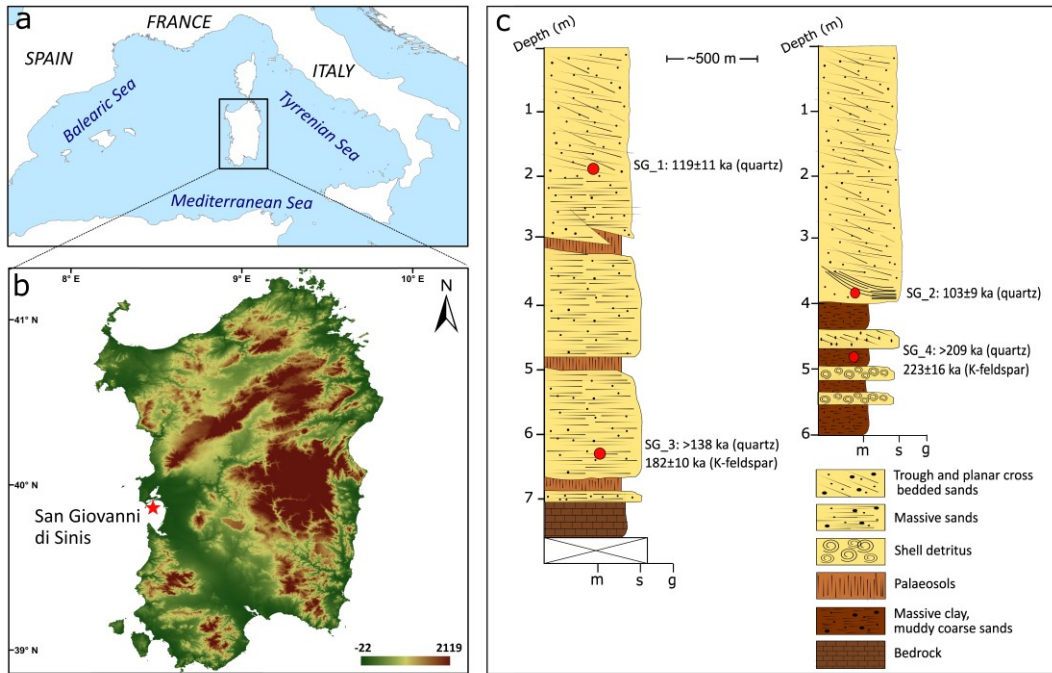 a
FRANCE
SPAIN
ITALY
Balearic Sea
Tyrrenian Sea
Mediterranean Sea
b
8° E
9° E
10° E
N
41° N
40° N
39° N
San Giovanni
di Sinis
-22
2119
c
Depth (m)
1
2
3
4
5
6
7
m
s
g
~500 m
SG_1: 119±11 ka (quartz)
SG_3: >138 ka (quartz)
182±10 ka (K-feldspar)
Depth (m)
1
2
3
4
5
6
m
s
g
SG_2: 103±9 ka (quartz)
SG_4: >209 ka (quartz)
223±16 ka (K-feldspar)
Trough and planar cross
bedded sands
Massive sands
Shell detritus
Palaeosols
Massive clay,
muddy coarse sands
Bedrock